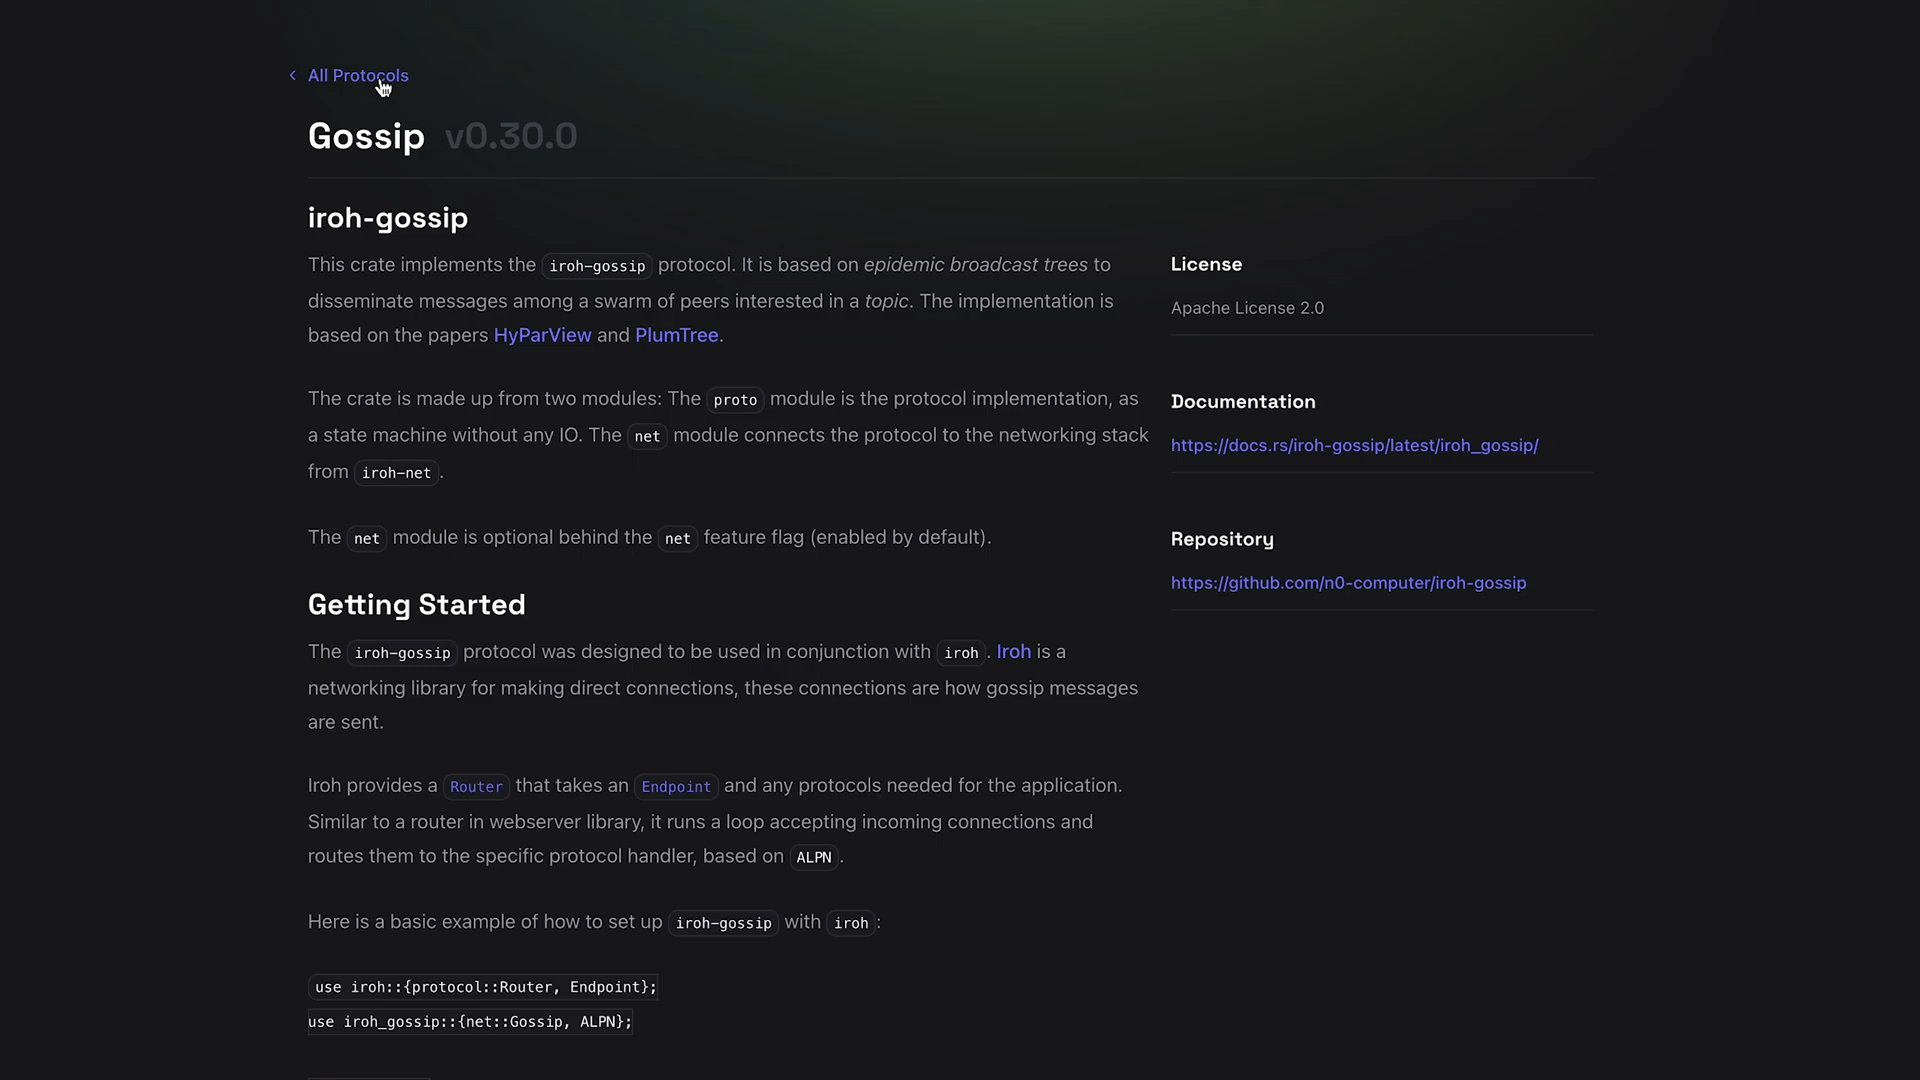 All Protocols
Gossip v0.30.0
iroh-gossip
This crate implements the iroh-gossip protocol. It is based on epidemic broadcast trees to
disseminate messages among a swarm of peers interested in a topic. The implementation is
based on the papers HyParView and PlumTree.
The crate is made up from two modules: The proto module is the protocol implementation, as
a state machine without any IO. The net module connects the protocol to the networking stack
from iroh-net.
The net module is optional behind the net feature flag (enabled by default).
Getting Started
The iroh-gossip protocol was designed to be used in conjunction with iroh. Iroh is a
networking library for making direct connections, these connections are how gossip messages
are sent.
Iroh provides a Router that takes an Endpoint and any protocols needed for the application.
Similar to a router in webserver library, it runs a loop accepting incoming connections and
routes them to the specific protocol handler, based on ALPN.
Here is a basic example of how to set up iroh-gossip with iroh:
use iroh::{protocol::Router, Endpoint};
use iroh_gossip::{net::Gossip, ALPN};
License
Apache License 2.0
Documentation
https://docs.rs/iroh-gossip/latest/iroh_gossip/
Repository
https://github.com/n0-computer/iroh-gossip